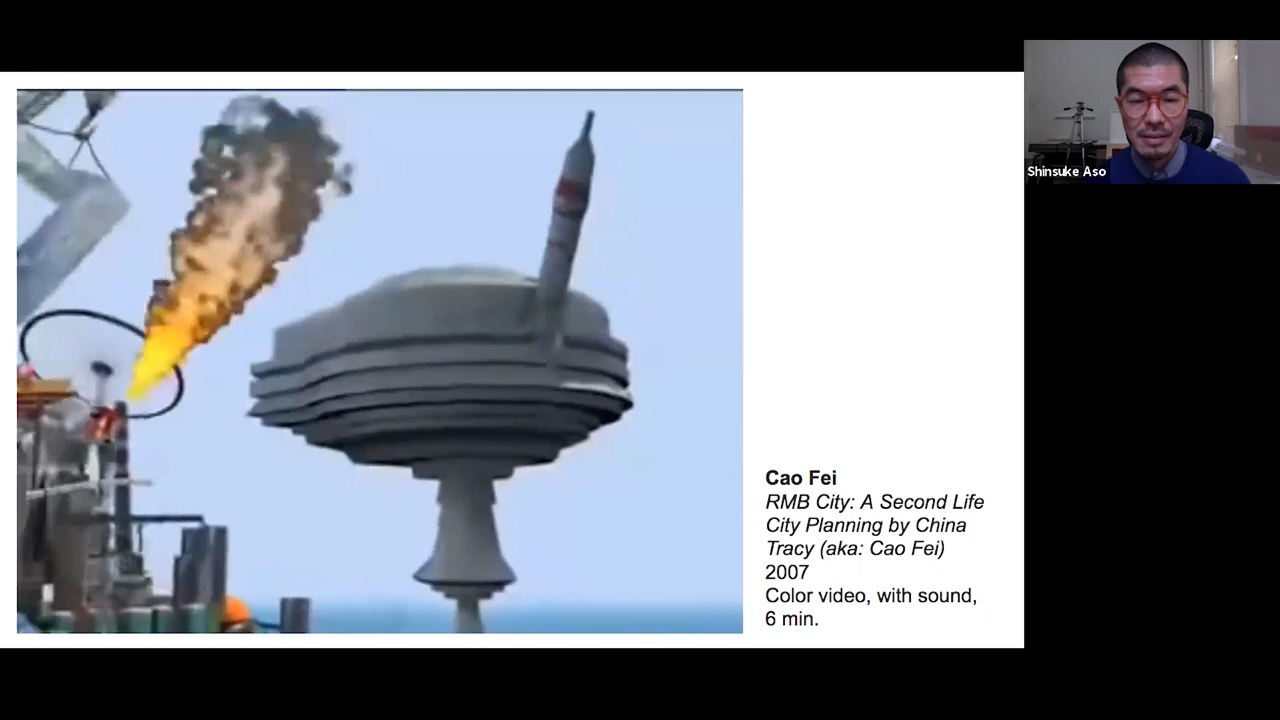 Shinsuke Aso
Cao Fei
RMB City: A Second Life
City Planning by China
Tracy (aka: Cao Fei)
2007
Color video, with sound,
6 min.